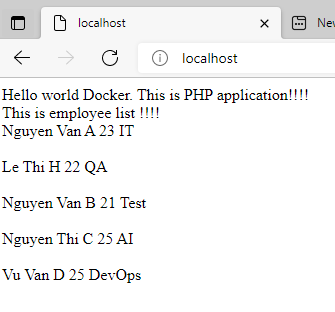 localhost
New
localhost
Hello world Docker. This is PHP application!!!!
This is employee list !!!!
Nguyen Van A 23 IT
Le Thi H 22 QA
Nguyen Van B 21 Test
Nguyen Thi C 25 AI
Vu Van D 25 DevOps